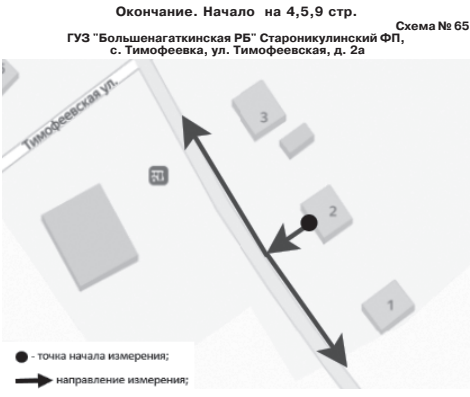 Окончание. Начало на 4,5,9 стр.
Схема № 65
ГУЗ "Большенагаткинская РБ" Староникулинский ФП,
с. Тимофеевка, ул. Тимофеевская, д. 2а
Тимофеевская ул.
3
2
1
- точка начала измерения;
направление измерения;